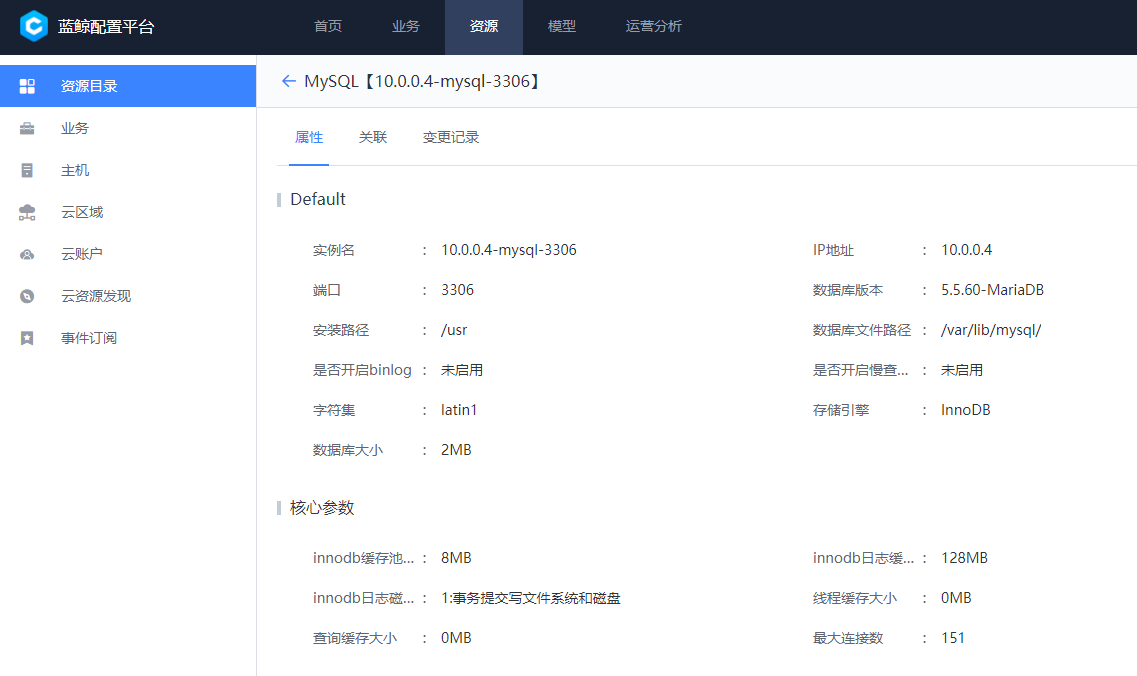 蓝鲸配置平台 首页 业务 资源 模型 运营分析
资源目录
业务
主机
云区域
云账户
云资源发现
事件订阅
MySQL【10.0.0.4-mysql-3306】
属性 关联 变更记录
Default
实例名 : 10.0.0.4-mysql-3306 IP地址 : 10.0.0.4
端口 : 3306 数据库版本 : 5.5.60-MariaDB
安装路径 : /usr 数据库文件路径 : /var/lib/mysql/
是否开启binlog : 未启用 是否开启慢查... : 未启用
字符集 : latin1 存储引擎 : InnoDB
数据库大小 : 2MB
核心参数
innodb缓存池... : 8MB innodb日志缓... : 128MB
innodb日志磁... : 1:事务提交写文件系统和磁盘 线程缓存大小 : 0MB
查询缓存大小 : 0MB 最大连接数 : 151